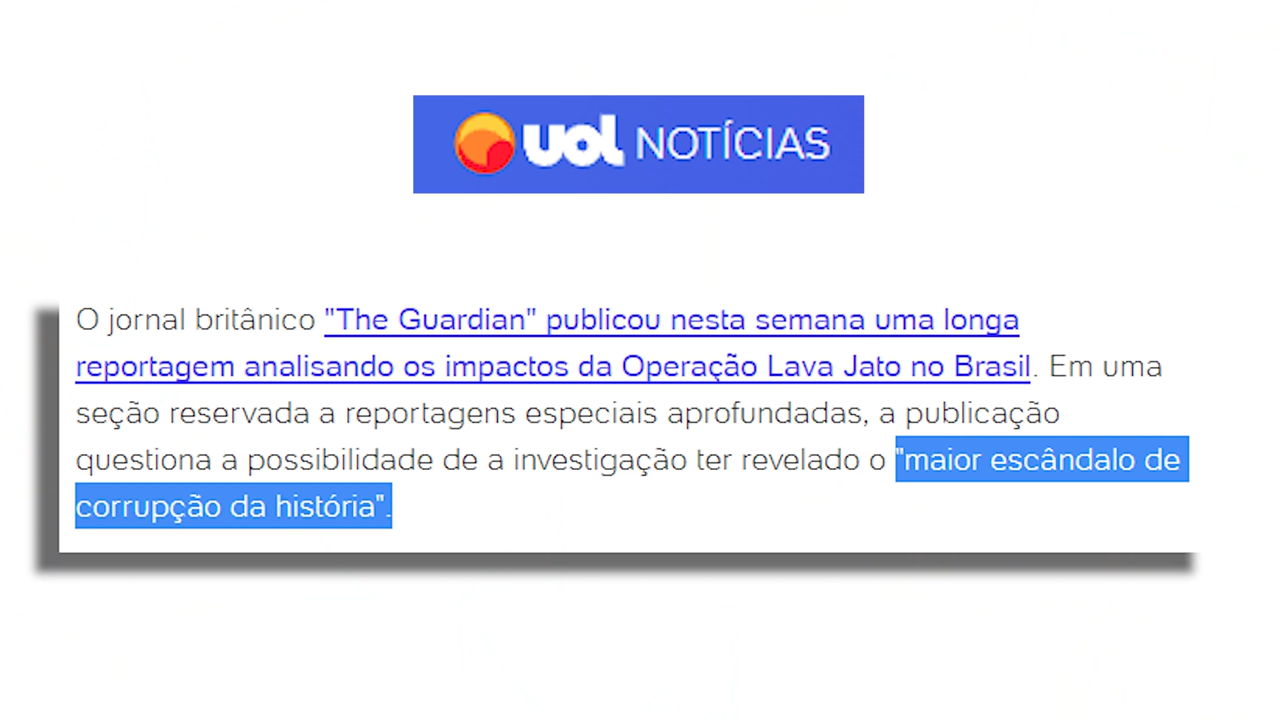 uol NOTÍCIAS
O jornal britânico "The Guardian" publicou nesta semana uma longa
reportagem analisando os impactos da Operação Lava Jato no Brasil. Em uma
seção reservada a reportagens especiais aprofundadas, a publicação
questiona a possibilidade de a investigação ter revelado o "maior escândalo de
corrupção da história".